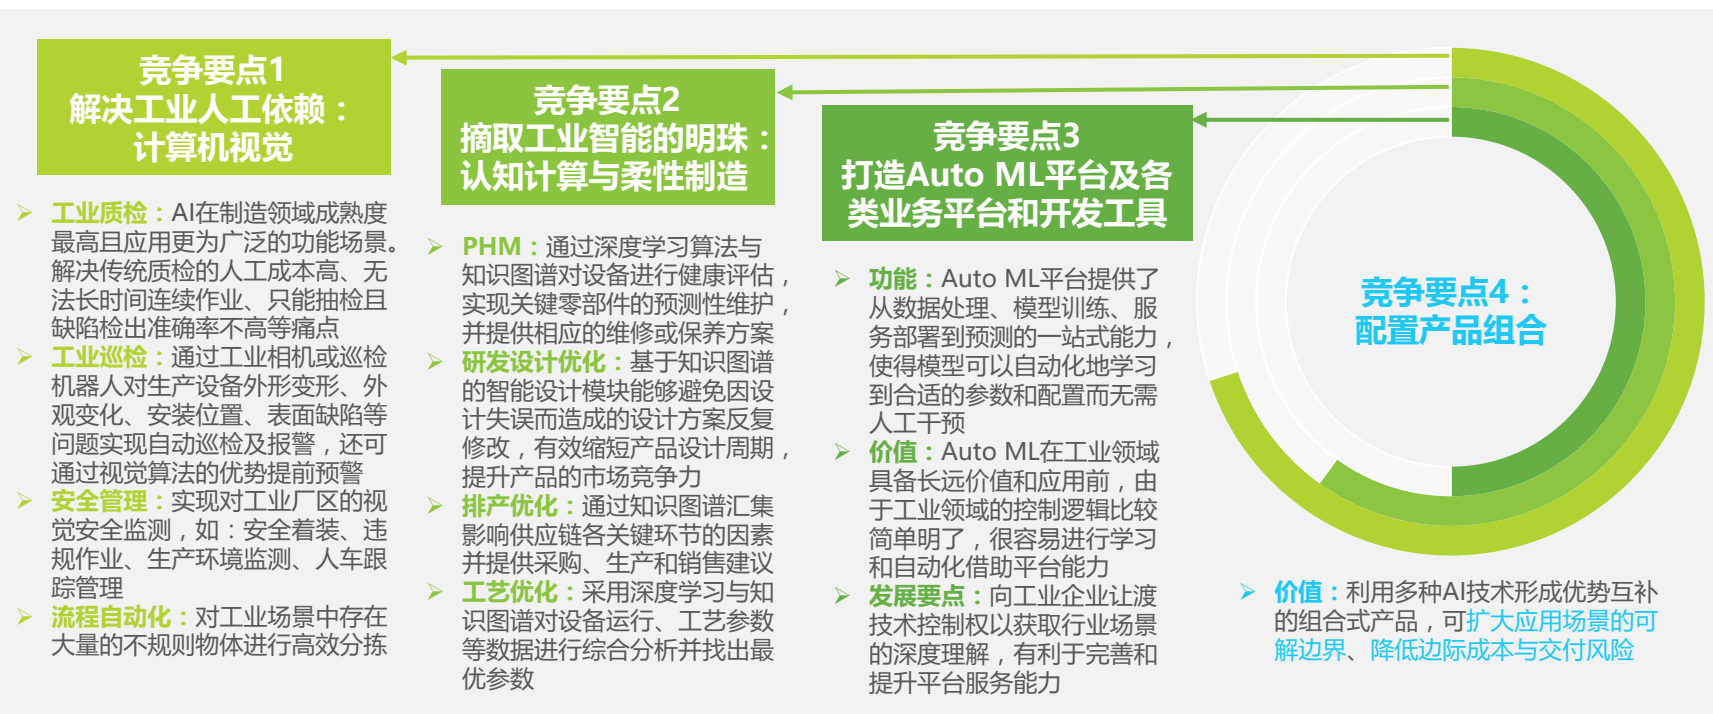 竞争要点1
解决工业人工依赖：
计算机视觉
➢ 工业质检：AI在制造领域成熟度
最高且应用更为广泛的功能场景。
解决传统质检的人工成本高、无
法长时间连续作业、只能抽检且
缺陷检出准确率不高等痛点
➢ 工业巡检：通过工业相机或巡检
机器人对生产设备外形变形、外
观变化、安装位置、表面缺陷等
问题实现自动巡检及报警，还可
通过视觉算法的优势提前预警
➢ 安全管理：实现对工业厂区的视
觉安全监测，如：安全着装、违
规作业、生产环境监测、人车跟
踪管理
➢ 流程自动化：对工业场景中存在
大量的不规则物体进行高效分拣
竞争要点2
摘取工业智能的明珠：
认知计算与柔性制造
➢ PHM：通过深度学习算法与
知识图谱对设备进行健康评估，
实现关键零部件的预测性维护，
并提供相应的维修或保养方案
➢ 研发设计优化：基于知识图谱
的智能设计模块能够避免因设
计失误而造成的设计方案反复
修改，有效缩短产品设计周期，
提升产品的市场竞争力
➢ 排产优化：通过知识图谱汇集
影响供应链各关键环节的因素
并提供采购、生产和销售建议
➢ 工艺优化：采用深度学习与知
识图谱对设备运行、工艺参数
等数据进行综合分析并找出最
优参数
竞争要点3
打造Auto ML平台及各
类业务平台和开发工具
➢ 功能：Auto ML平台提供了
从数据处理、模型训练、服
务部署到预测的一站式能力，
使得模型可以自动化地学习
到合适的参数和配置而无需
人工干预
➢ 价值：Auto ML在工业领域
具备长远价值和应用前，由
于工业领域的控制逻辑比较
简单明了，很容易进行学习
和自动化借助平台能力
➢ 发展要点：向工业企业让渡
技术控制权以获取行业场景
的深度理解，有利于完善和
提升平台服务能力
竞争要点4：
配置产品组合
➢ 价值：利用多种AI技术形成优势互补
的组合式产品，可扩大应用场景的可
解边界、降低边际成本与交付风险